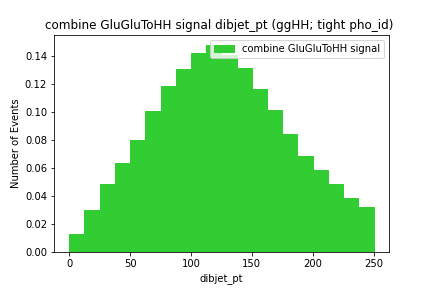 combine GluGluToHH signal dibjet_pt (ggHH; tight pho_id)
combine GluGluToHH signal
0.14
0.12
0.10
0.08
0.06
0.04
0.02
0.00
Number of Events
0 50 100 150 200 250
dibjet_pt